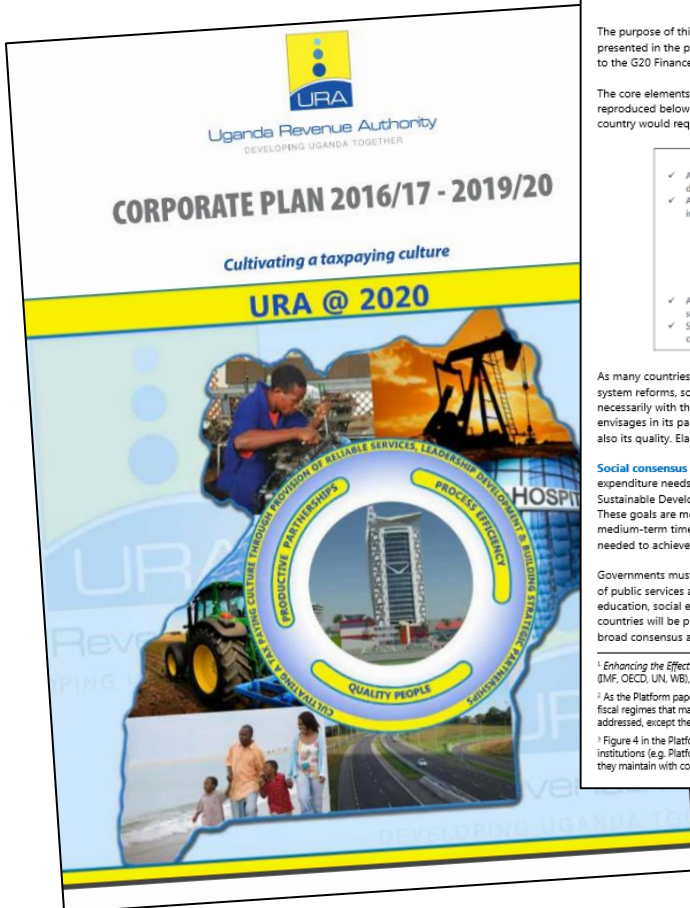 URA
Uganda Revenue Authority
DEVELOPING UGANDA TOGETHER
CORPORATE PLAN 2016/17 - 2019/20
Cultivating a taxpaying culture
URA @ 2020
CULTIVATING A TAX PAYING CULTURE THROUGH PROVISION OF RELIABLE SERVICES, LEADERSHIP DEVELOPMENT & BUILDING STRATEGIC PARTNERSHIPS
PRODUCTIVE PARTNERSHIPS
PROCESS EFFICIENCY
QUALITY PEOPLE
HOSPIT
URA
DEVELOPING UGANDA TOG
The purpose of thi
presented in the p
to the G20 Finance
The core elements
reproduced below
country would req
✓ A
d
✓ A
i
✓ A
s
✓ S
c
As many countries
system reforms, so
necessarily with th
envisages in its pa
also its quality. Ela
Social consensus
expenditure needs
Sustainable Develo
These goals are m
medium-term time
needed to achieve
Governments mus
of public services a
education, social e
countries will be p
broad consensus a
1 Enhancing the Effect
(IMF, OECD, UN, WB),
2 As the Platform pape
fiscal regimes that ma
addressed, except the
3 Figure 4 in the Platfo
institutions (e.g. Platfo
they maintain with co